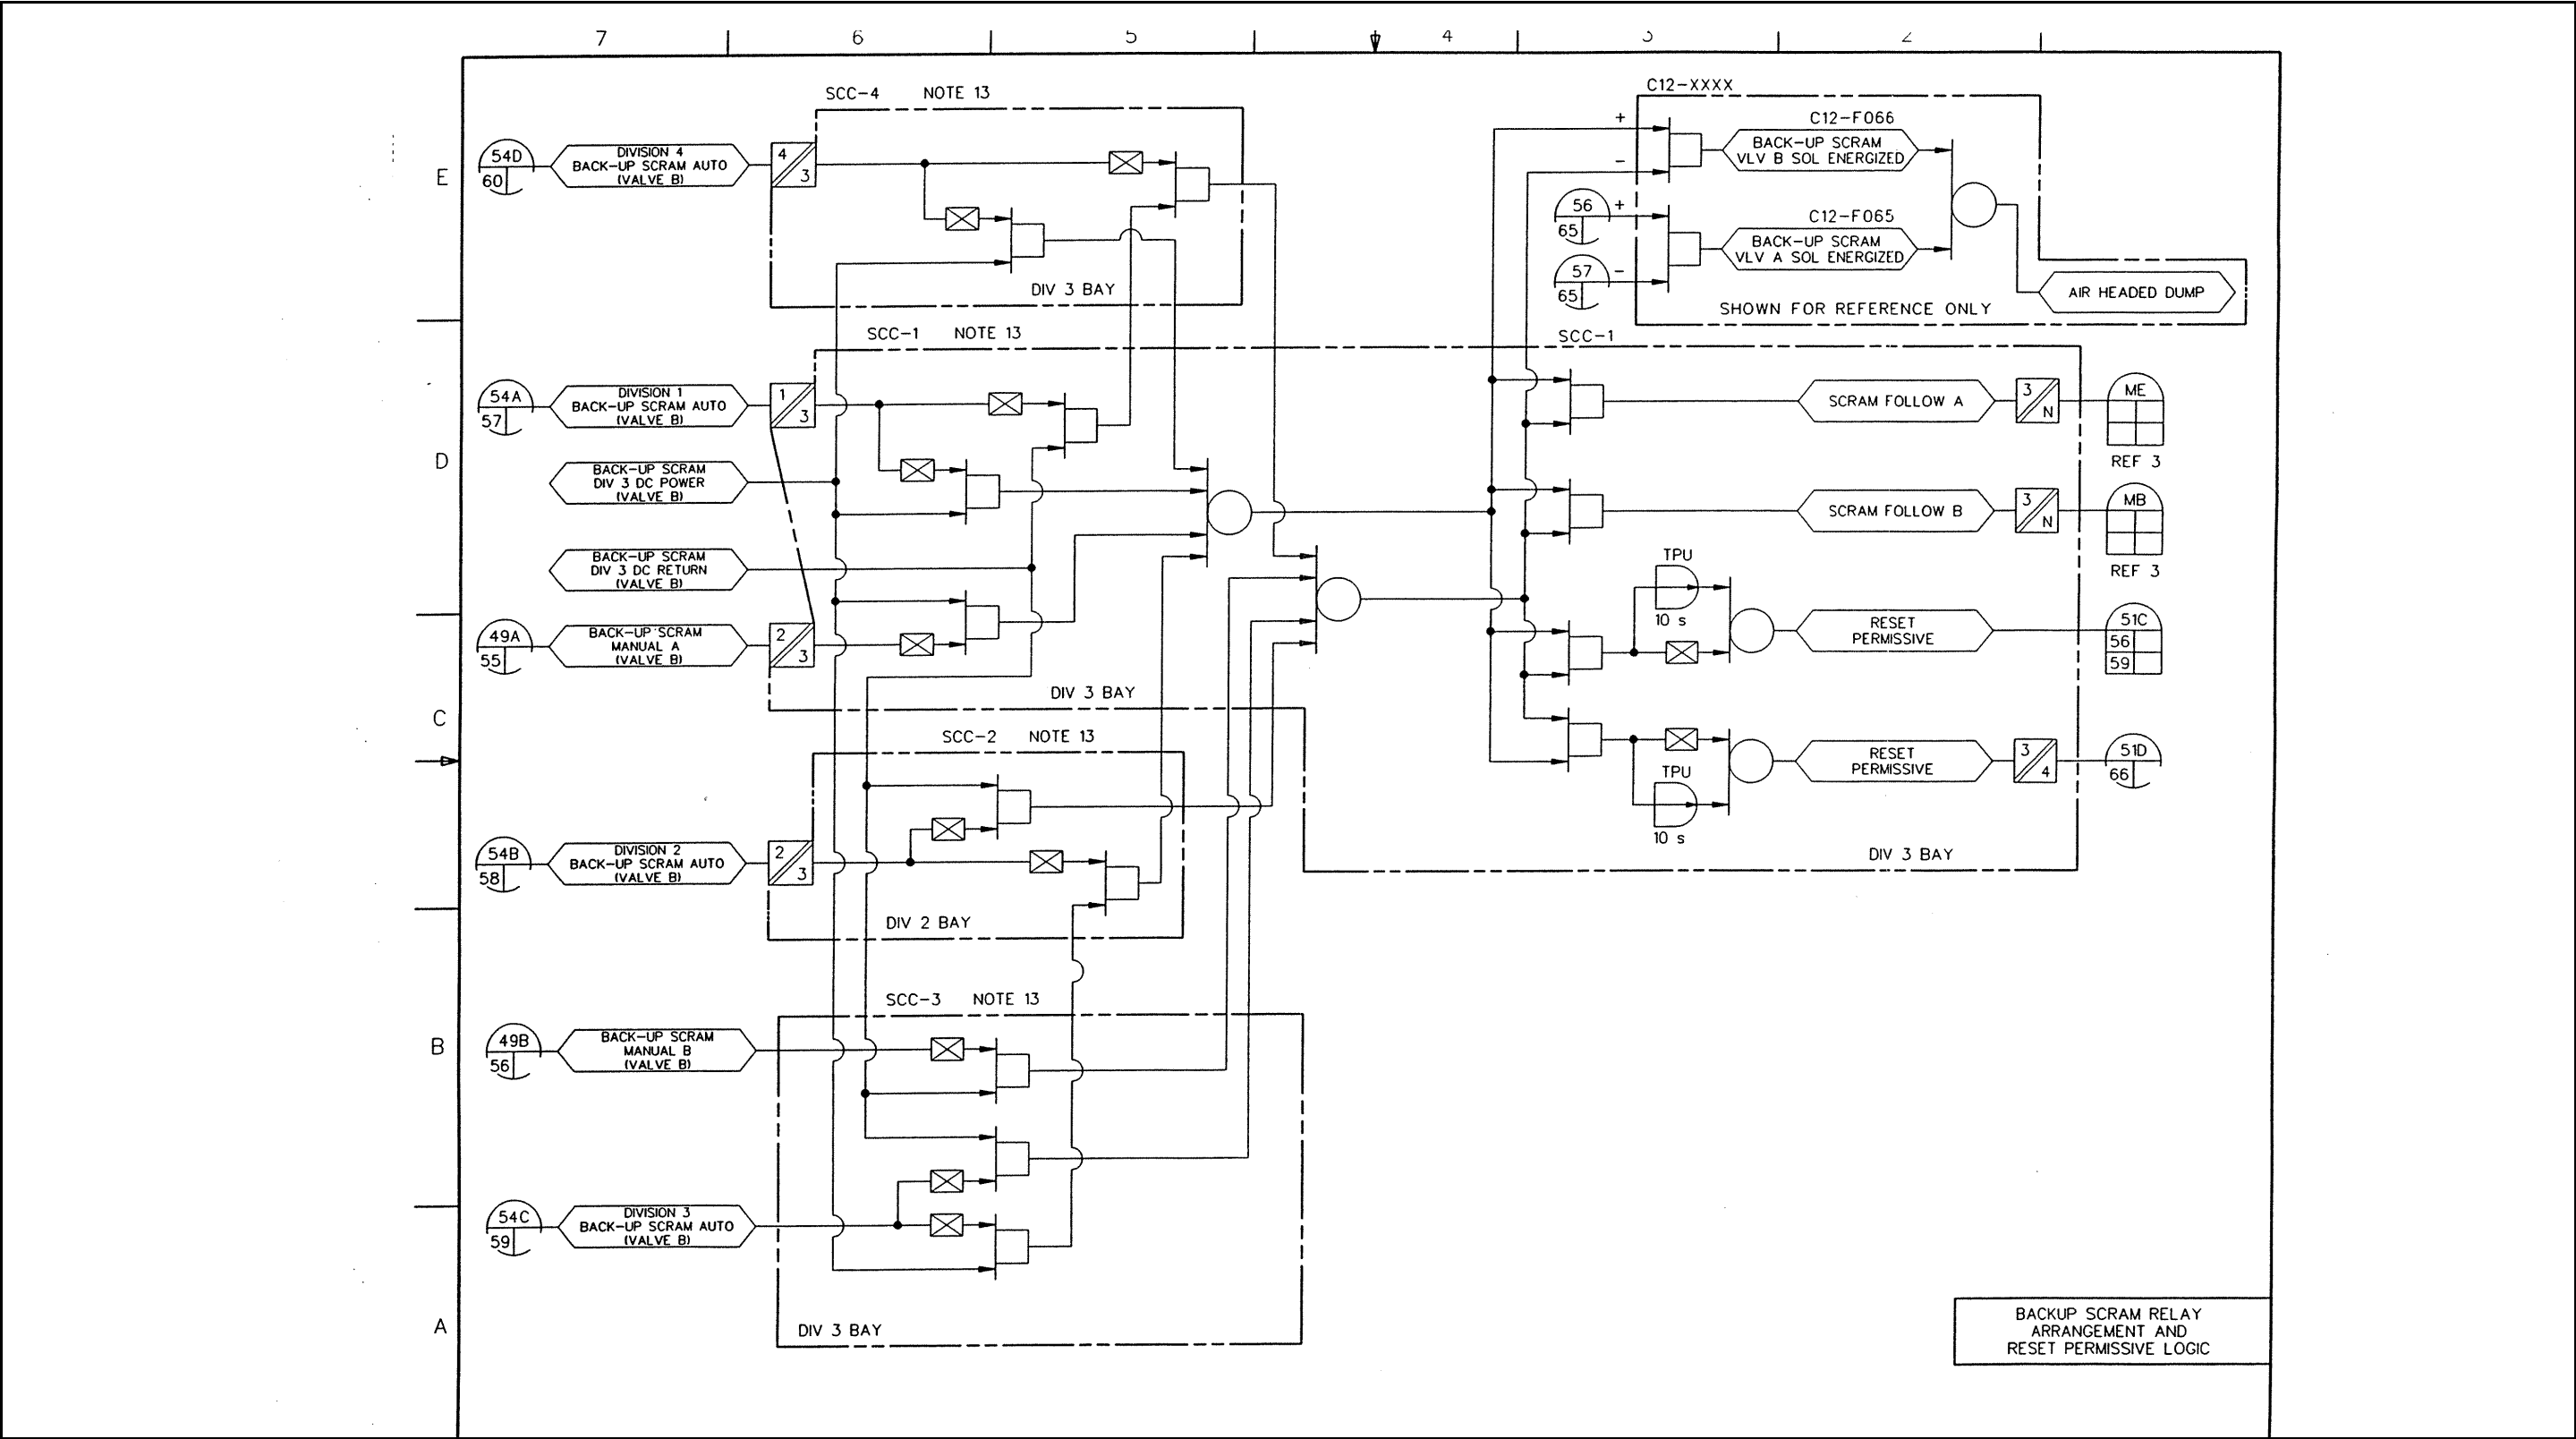 7
6
5
4
3
2
E
D
C
B
A
SCC-4 NOTE 13
54D
60
DIVISION 4
BACK-UP SCRAM AUTO
(VALVE B)
4
3
DIV 3 BAY
C12-XXXX
C12-F066
+
BACK-UP SCRAM
VLV B SOL ENERGIZED
-
56
65
+
C12-F065
BACK-UP SCRAM
VLV A SOL ENERGIZED
57
65
-
AIR HEADED DUMP
SHOWN FOR REFERENCE ONLY
SCC-1 NOTE 13
SCC-1
54A
57
DIVISION 1
BACK-UP SCRAM AUTO
(VALVE B)
1
3
BACK-UP SCRAM
DIV 3 DC POWER
(VALVE B)
BACK-UP SCRAM
DIV 3 DC RETURN
(VALVE B)
49A
55
BACK-UP SCRAM
MANUAL A
(VALVE B)
2
3
DIV 3 BAY
SCRAM FOLLOW A
3
N
ME
REF 3
SCRAM FOLLOW B
3
N
MB
REF 3
TPU
10 s
RESET
PERMISSIVE
51C
56
59
TPU
10 s
RESET
PERMISSIVE
3
4
51D
66
DIV 3 BAY
SCC-2 NOTE 13
54B
58
DIVISION 2
BACK-UP SCRAM AUTO
(VALVE B)
2
3
DIV 2 BAY
SCC-3 NOTE 13
49B
56
BACK-UP SCRAM
MANUAL B
(VALVE B)
54C
59
DIVISION 3
BACK-UP SCRAM AUTO
(VALVE B)
DIV 3 BAY
BACKUP SCRAM RELAY
ARRANGEMENT AND
RESET PERMISSIVE LOGIC